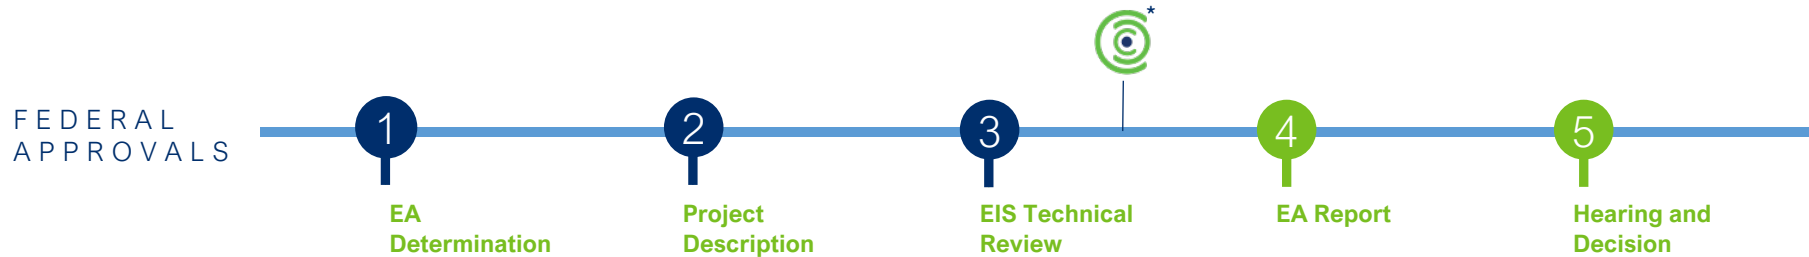 *
FEDERAL
APPROVALS
1
2
3
4
5
EA
Determination
Project
Description
EIS Technical
Review
EA Report
Hearing and
Decision